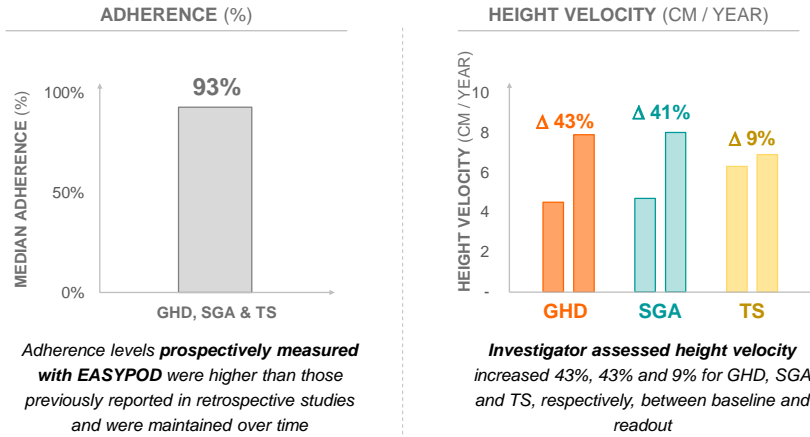 ADHERENCE (%)
100%
50%
0%
MEDIAN ADHERENCE (%)
93%
GHD, SGA & TS
Adherence levels prospectively measured
with EASYPOD were higher than those
previously reported in retrospective studies
and were maintained over time
HEIGHT VELOCITY (CM / YEAR)
HEIGHT VELOCITY (CM / YEAR)
10
8
6
4
2
-
Δ 43%
Δ 41%
Δ 9%
GHD
SGA
TS
Investigator assessed height velocity
increased 43%, 43% and 9% for GHD, SGA
and TS, respectively, between baseline and
readout